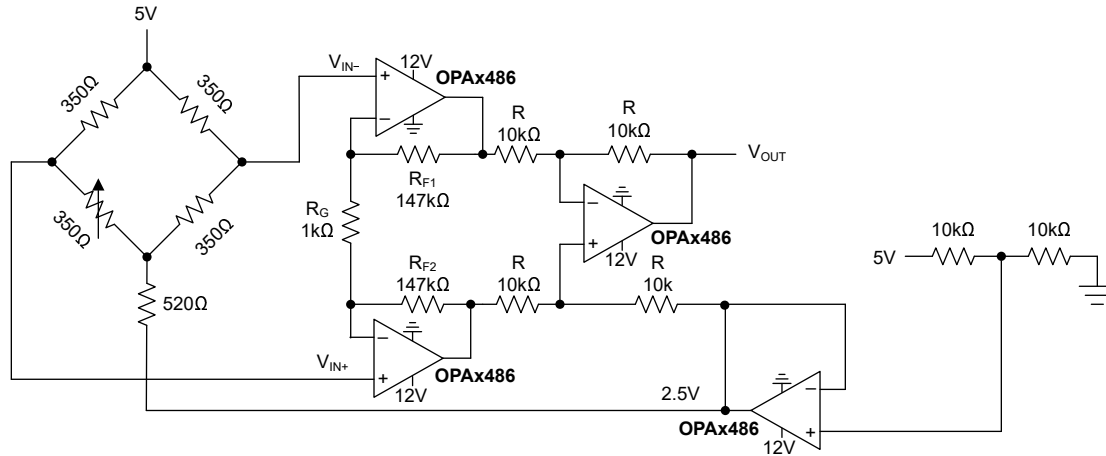 5V
350Ω
350Ω
350Ω
350Ω
520Ω
V_IN−
12V
OPAx486
+
−
R_F1
147kΩ
R
10kΩ
R
10kΩ
V_OUT
R_G
1kΩ
−
+
12V
OPAx486
R_F2
147kΩ
R
10kΩ
R
10k
−
+
12V
OPAx486
V_IN+
5V
10kΩ
10kΩ
2.5V
−
+
12V
OPAx486